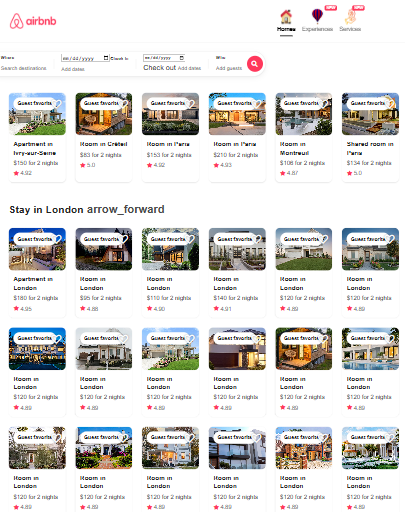 airbnb
Homes
Experiences
Services
Where
Search destinations
mm/dd/yyyy Check in
Add dates
mm/dd/yyyy
Check out Add dates
Who
Add guests
Guest favorite Guest favorite Guest favorite Guest favorite Guest favorite Guest favorite
Apartment in Ivry-sur-Seine
$150 for 2 nights
4.92
Room in Créteil
$83 for 2 nights
5.0
Room in Paris
$153 for 2 nights
4.92
Room in Paris
$210 for 2 nights
4.93
Room in Montreuil
$106 for 2 nights
4.87
Shared room in Paris
$134 for 2 nights
5.0
Stay in London arrow_forward
Guest favorite Guest favorite Guest favorite Guest favorite Guest favorite Guest favorite
Apartment in London
$180 for 2 nights
4.95
Room in London
$95 for 2 nights
4.88
Room in London
$110 for 2 nights
4.90
Room in London
$140 for 2 nights
4.91
Room in London
$120 for 2 nights
4.89
Room in London
$120 for 2 nights
4.89
Guest favorite Guest favorite Guest favorite Guest favorite Guest favorite Guest favorite
Room in London
$120 for 2 nights
4.89
Room in London
$120 for 2 nights
4.89
Room in London
$120 for 2 nights
4.89
Room in London
$120 for 2 nights
4.89
Room in London
$120 for 2 nights
4.89
Room in London
$120 for 2 nights
4.89
Guest favorite Guest favorite Guest favorite Guest favorite Guest favorite Guest favorite
Room in London
$120 for 2 nights
4.89
Room in London
$120 for 2 nights
4.89
Room in London
$120 for 2 nights
4.89
Room in London
$120 for 2 nights
4.89
Room in London
$120 for 2 nights
4.89
Room in London
$120 for 2 nights
4.89